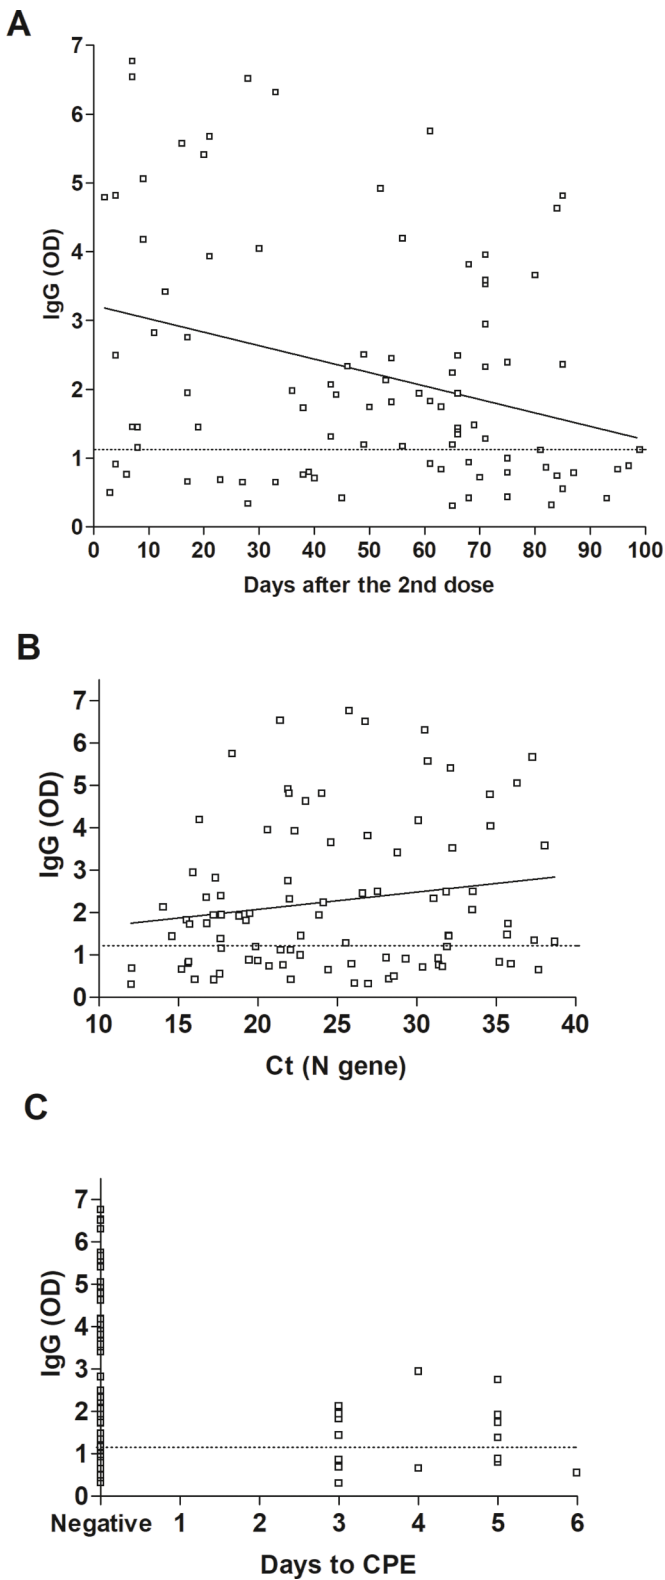 A
7
6
5
4
3
2
1
0
IgG (OD)
0 10 20 30 40 50 60 70 80 90 100
Days after the 2nd dose
B
7
6
5
4
3
2
1
0
IgG (OD)
10 15 20 25 30 35 40
Ct (N gene)
C
7
6
5
4
3
2
1
0
IgG (OD)
Negative 1 2 3 4 5 6
Days to CPE